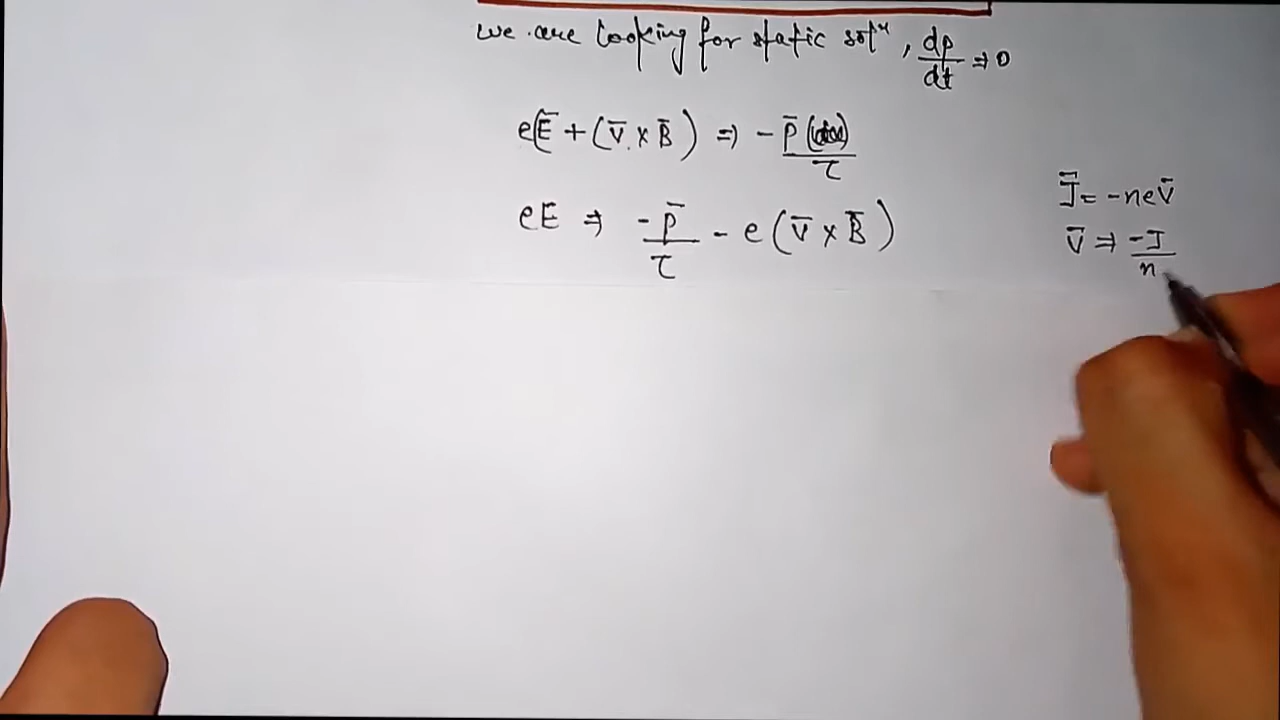 we are looking for static solⁿ, dp/dt ⇒ 0
e(E̅ + (V̅ × B̅) ⇒ -P̅/τ
eE ⇒ -P̅/τ - e(V̅ × B̅)
J̅ = -neV̅
V̅ ⇒ -J/n